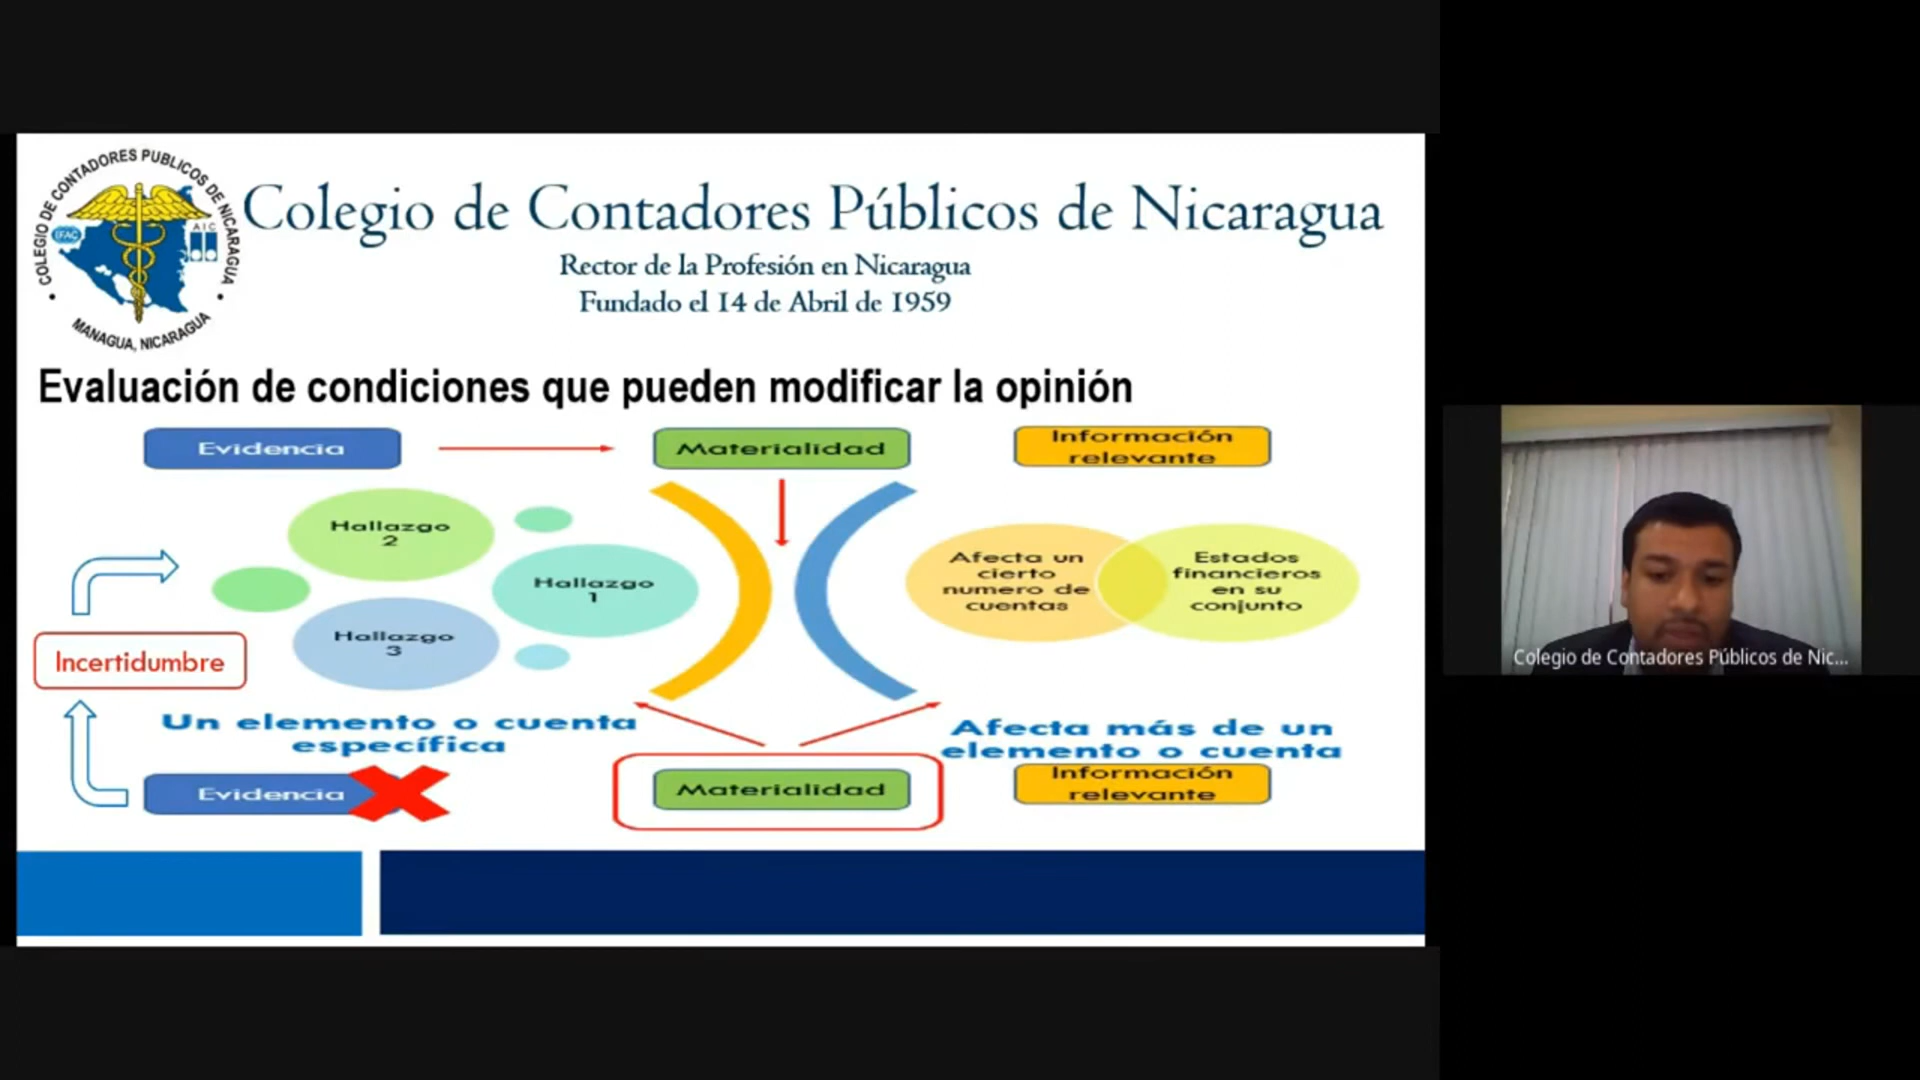 COLEGIO DE CONTADORES PUBLICOS DE NICARAGUA
IFAC
AIC
MANAGUA, NICARAGUA
Colegio de Contadores Públicos de Nicaragua
Rector de la Profesión en Nicaragua
Fundado el 14 de Abril de 1959
Evaluación de condiciones que pueden modificar la opinión
Evidencia
Materialidad
Información
relevante
Hallazgo
2
Hallazgo
1
Hallazgo
3
Afecta un
cierto
numero de
cuentas
Estados
financieros
en su
conjunto
Incertidumbre
Un elemento o cuenta
específica
Afecta más de un
elemento o cuenta
Evidencia
Materialidad
Información
relevante
Colegio de Contadores Públicos de Nic...